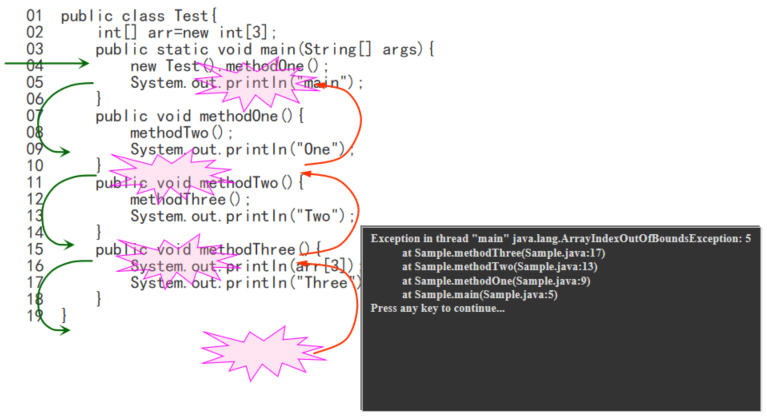 01 public class Test{
02 int[] arr=new int[3];
03 public static void main(String[] args){
04 new Test().methodOne();
05 System.out.println("main");
06 }
07 public void methodOne(){
08 methodTwo();
09 System.out.println("One");
10 }
11 public void methodTwo(){
12 methodThree();
13 System.out.println("Two");
14 }
15 public void methodThree(){
16 System.out.println(arr[3]);
17 System.out.println("Three")
18 }
19 }
Exception in thread "main" java.lang.ArrayIndexOutOfBoundsException: 5
at Sample.methodThree(Sample.java:17)
at Sample.methodTwo(Sample.java:13)
at Sample.methodOne(Sample.java:9)
at Sample.main(Sample.java:5)
Press any key to continue...